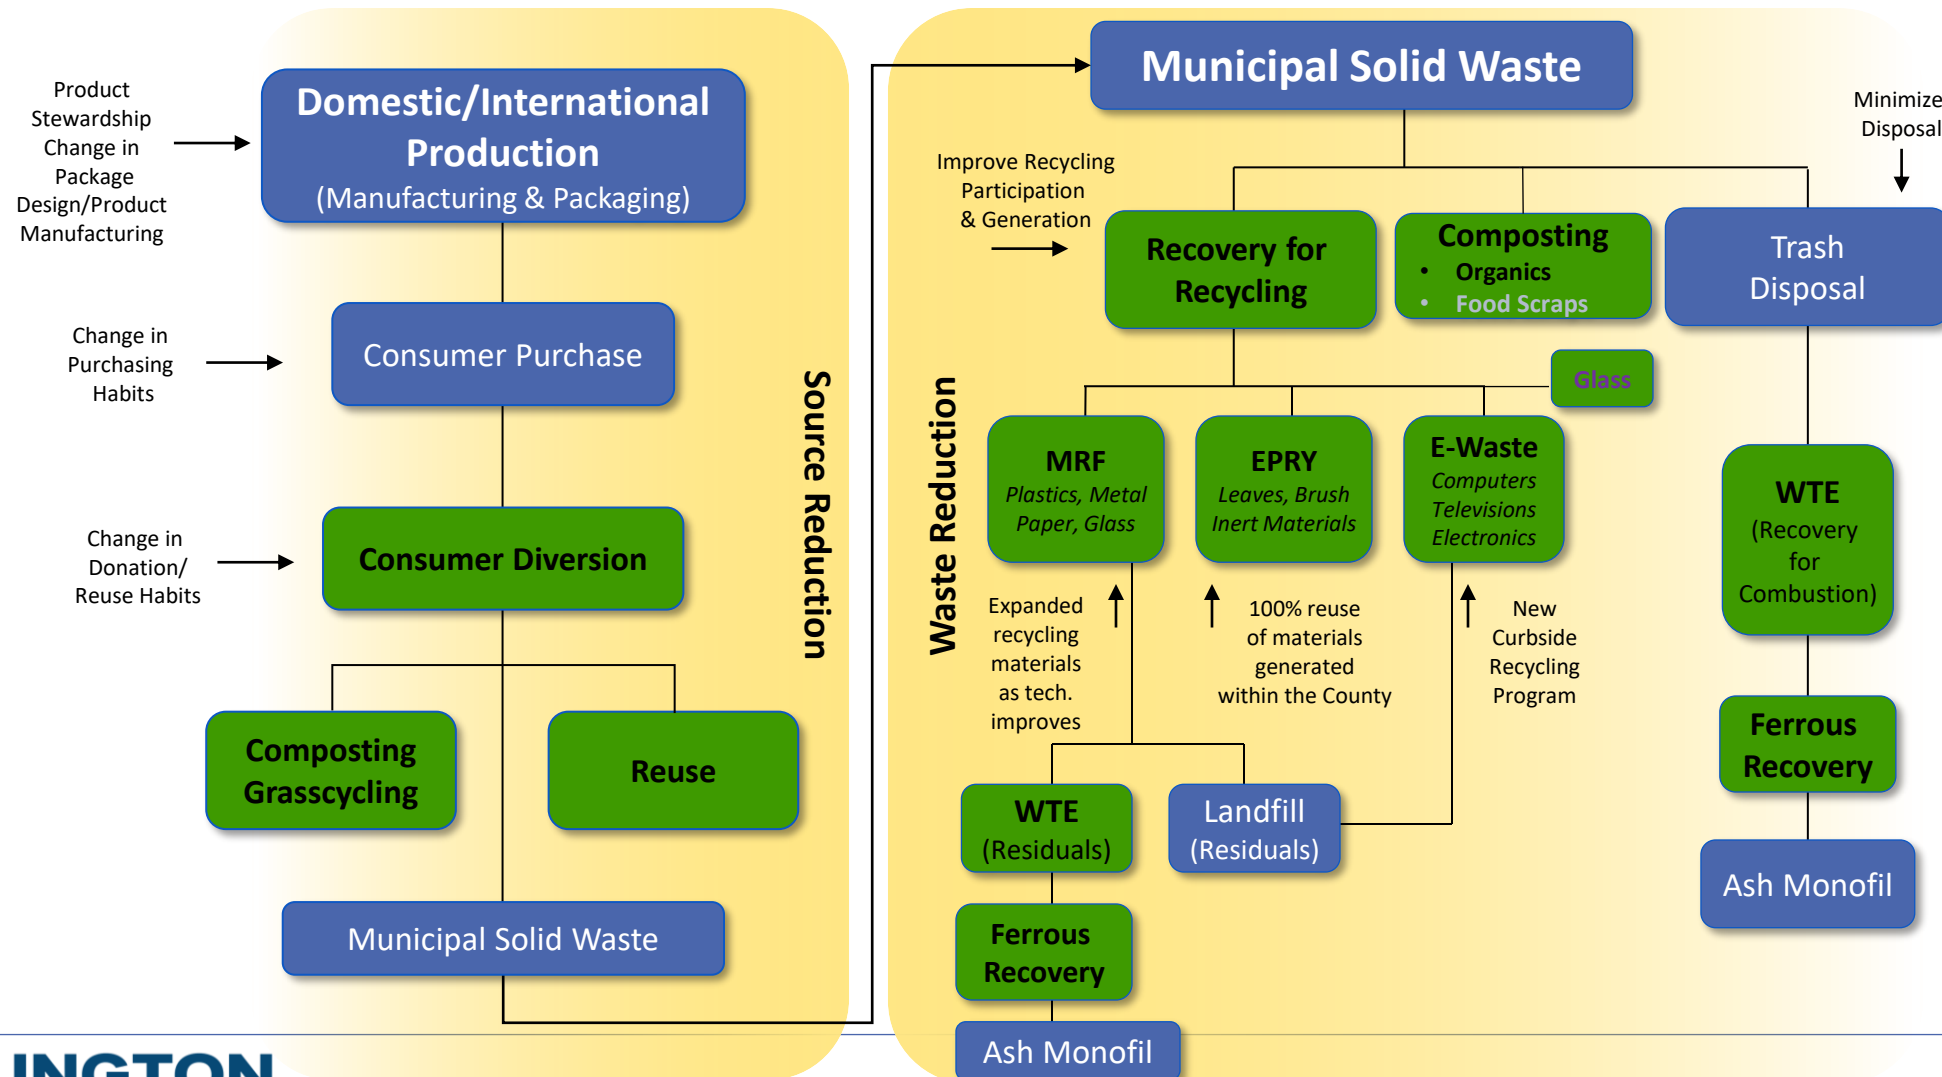 Product
Stewardship
Change in
Package
Design/Product
Manufacturing
Domestic/International
Production
(Manufacturing & Packaging)
Change in
Purchasing
Habits
Consumer Purchase
Change in
Donation/
Reuse Habits
Consumer Diversion
Composting
Grasscycling
Reuse
Municipal Solid Waste
Source Reduction
Waste Reduction
Municipal Solid Waste
Minimize
Disposal
Improve Recycling
Participation
& Generation
Recovery for
Recycling
Composting
• Organics
• Food Scraps
Trash
Disposal
Glass
MRF
Plastics, Metal
Paper, Glass
EPRY
Leaves, Brush
Inert Materials
E-Waste
Computers
Televisions
Electronics
WTE
(Recovery
for
Combustion)
Expanded
recycling
materials
as tech.
improves
100% reuse
of materials
generated
within the County
New
Curbside
Recycling
Program
WTE
(Residuals)
Landfill
(Residuals)
Ferrous
Recovery
Ferrous
Recovery
Ash Monofil
Ash Monofil
INGTON